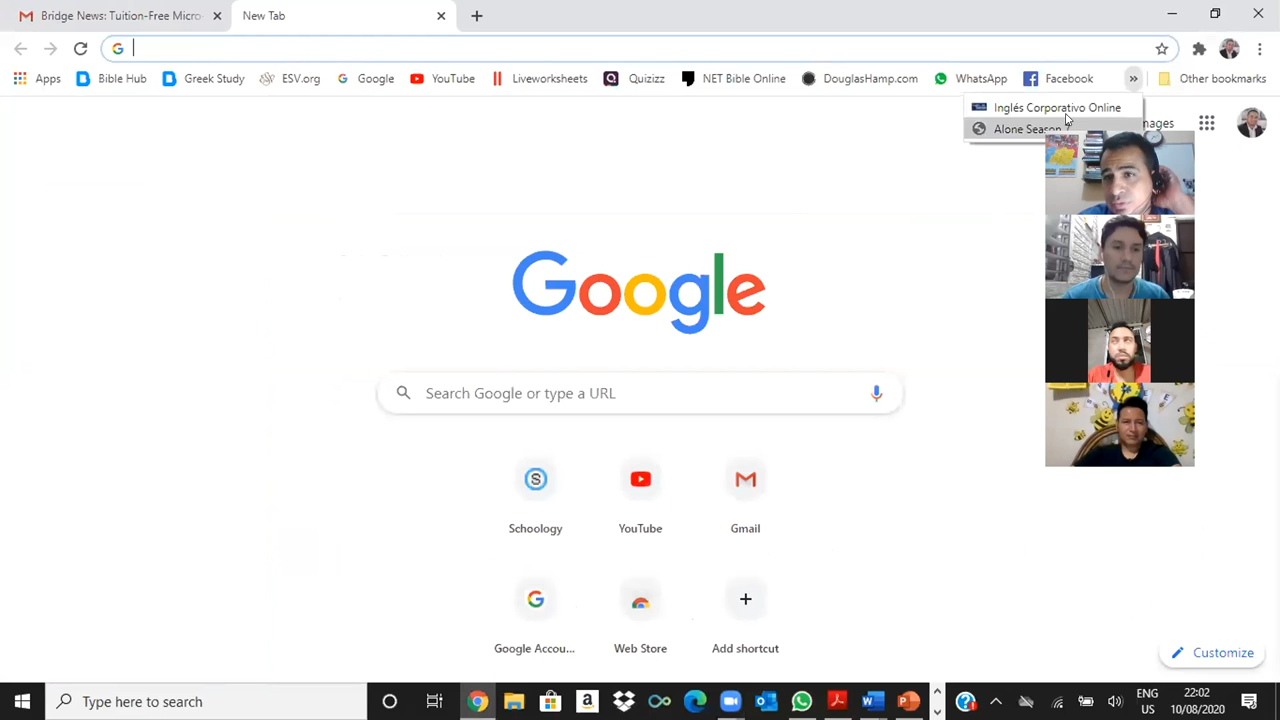 Bridge News: Tuition-Free Micro-
New Tab
Apps
Bible Hub
Greek Study
ESV.org
Google
YouTube
Liveworksheets
Quizizz
NET Bible Online
DouglasHamp.com
WhatsApp
Facebook
»
Other bookmarks
Inglés Corporativo Online
Alone Season 7
mages
Google
Search Google or type a URL
Schoology
YouTube
Gmail
Google Accou...
Web Store
Add shortcut
Customize
Type here to search
ENG
US
22:02
10/08/2020